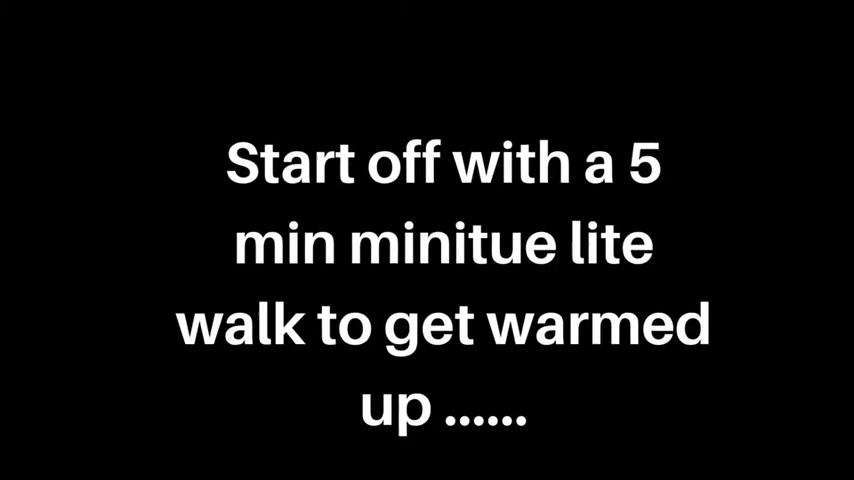 Start off with a 5
min minitue lite
walk to get warmed
up ......